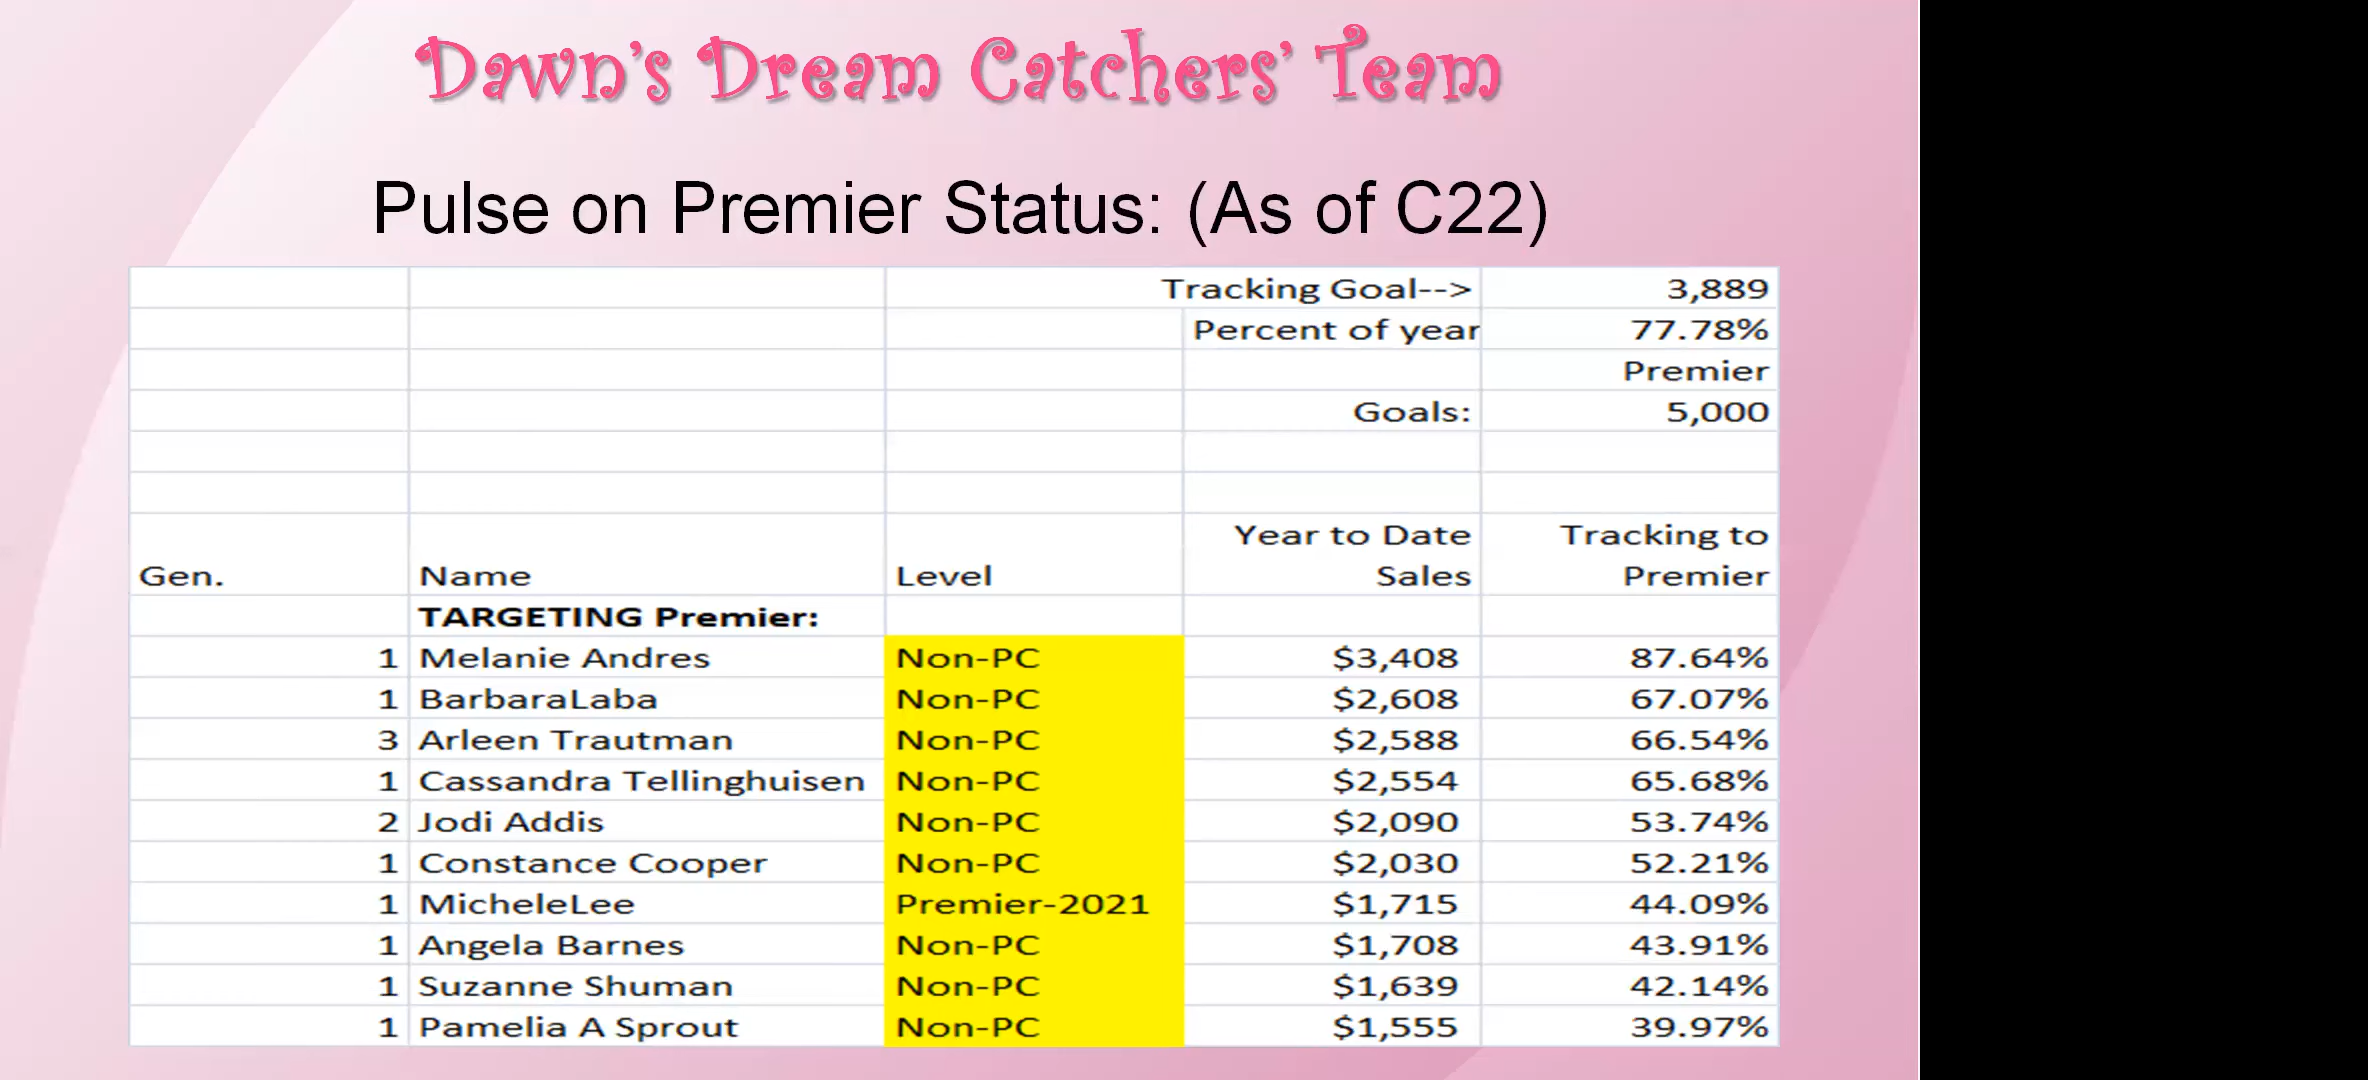 Dawn's Dream Catchers' Team
Pulse on Premier Status: (As of C22)
Tracking Goal--> 3,889
Percent of year 77.78%
Premier
Goals: 5,000
Year to Date Tracking to
Gen. Name Level Sales Premier
TARGETING Premier:
1 Melanie Andres Non-PC $3,408 87.64%
1 BarbaraLaba Non-PC $2,608 67.07%
3 Arleen Trautman Non-PC $2,588 66.54%
1 Cassandra Tellinghuisen Non-PC $2,554 65.68%
2 Jodi Addis Non-PC $2,090 53.74%
1 Constance Cooper Non-PC $2,030 52.21%
1 MicheleLee Premier-2021 $1,715 44.09%
1 Angela Barnes Non-PC $1,708 43.91%
1 Suzanne Shuman Non-PC $1,639 42.14%
1 Pamelia A Sprout Non-PC $1,555 39.97%